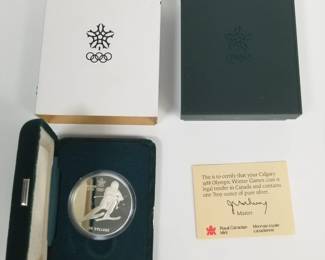 This is to certify that your Calgary
1988 Olympic Winter Games coin is
legal tender in Canada and contains
one Troy ounce of pure silver.
Master
Royal Canadian
Mint
Monnaie royale
canadienne